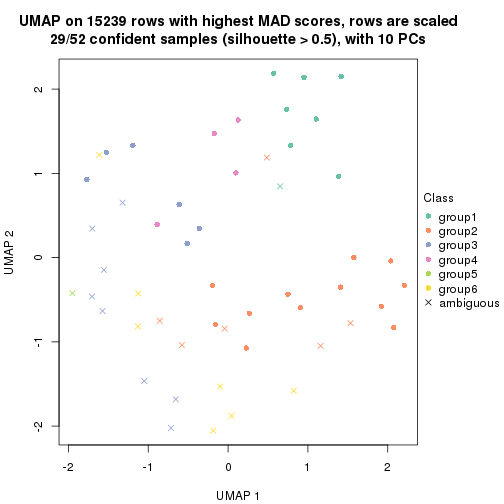 UMAP on 15239 rows with highest MAD scores, rows are scaled
29/52 confident samples (silhouette > 0.5), with 10 PCs
UMAP 2
2
1
0
-1
-2
-2
-1
0
1
2
UMAP 1
Class
group1
group2
group3
group4
group5
group6
ambiguous